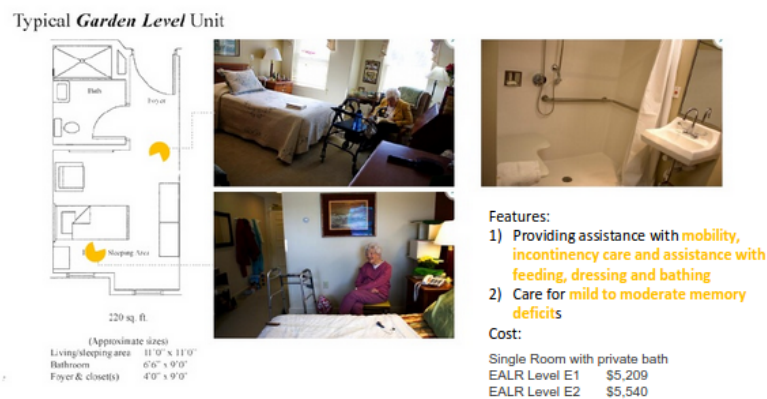 Typical Garden Level Unit
Bath
Foyer
Sleeping Area
220 sq. ft.
(Approximate sizes)
Living/sleeping area 11'0" x 11'0"
Bathroom 6'6" x 9'0"
Foyer & closet(s) 4'0" x 9'0"
Features:
1) Providing assistance with mobility,
incontinency care and assistance with
feeding, dressing and bathing
2) Care for mild to moderate memory
deficits
Cost:
Single Room with private bath
EALR Level E1 $5,209
EALR Level E2 $5,540